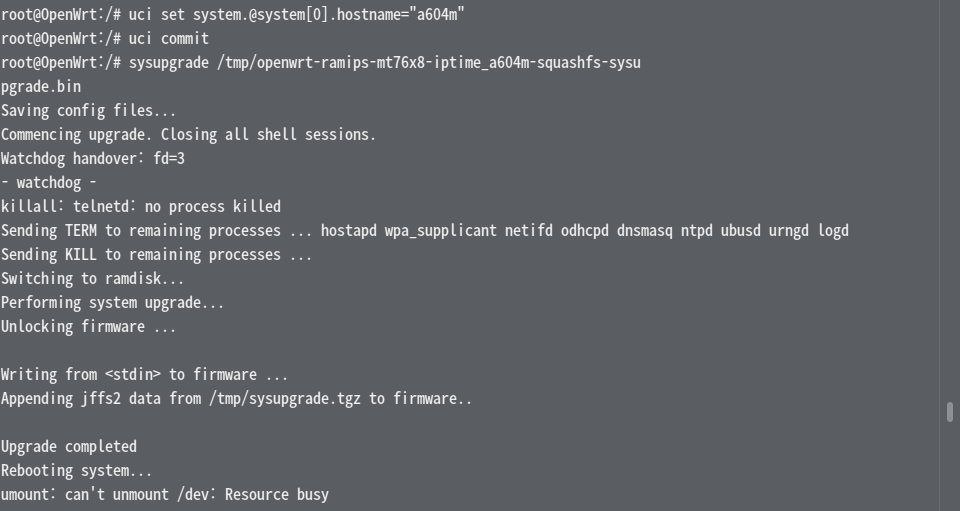 root@OpenWrt:/# uci set system.@system[0].hostname="a604m"
root@OpenWrt:/# uci commit
root@OpenWrt:/# sysupgrade /tmp/openwrt-ramips-mt76x8-iptime_a604m-squashfs-sysu
pgrade.bin
Saving config files...
Commencing upgrade. Closing all shell sessions.
Watchdog handover: fd=3
- watchdog -
killall: telnetd: no process killed
Sending TERM to remaining processes ... hostapd wpa_supplicant netifd odhcpd dnsmasq ntpd ubusd urngd logd
Sending KILL to remaining processes ...
Switching to ramdisk...
Performing system upgrade...
Unlocking firmware ...
Writing from <stdin> to firmware ...
Appending jffs2 data from /tmp/sysupgrade.tgz to firmware..
Upgrade completed
Rebooting system...
umount: can't unmount /dev: Resource busy